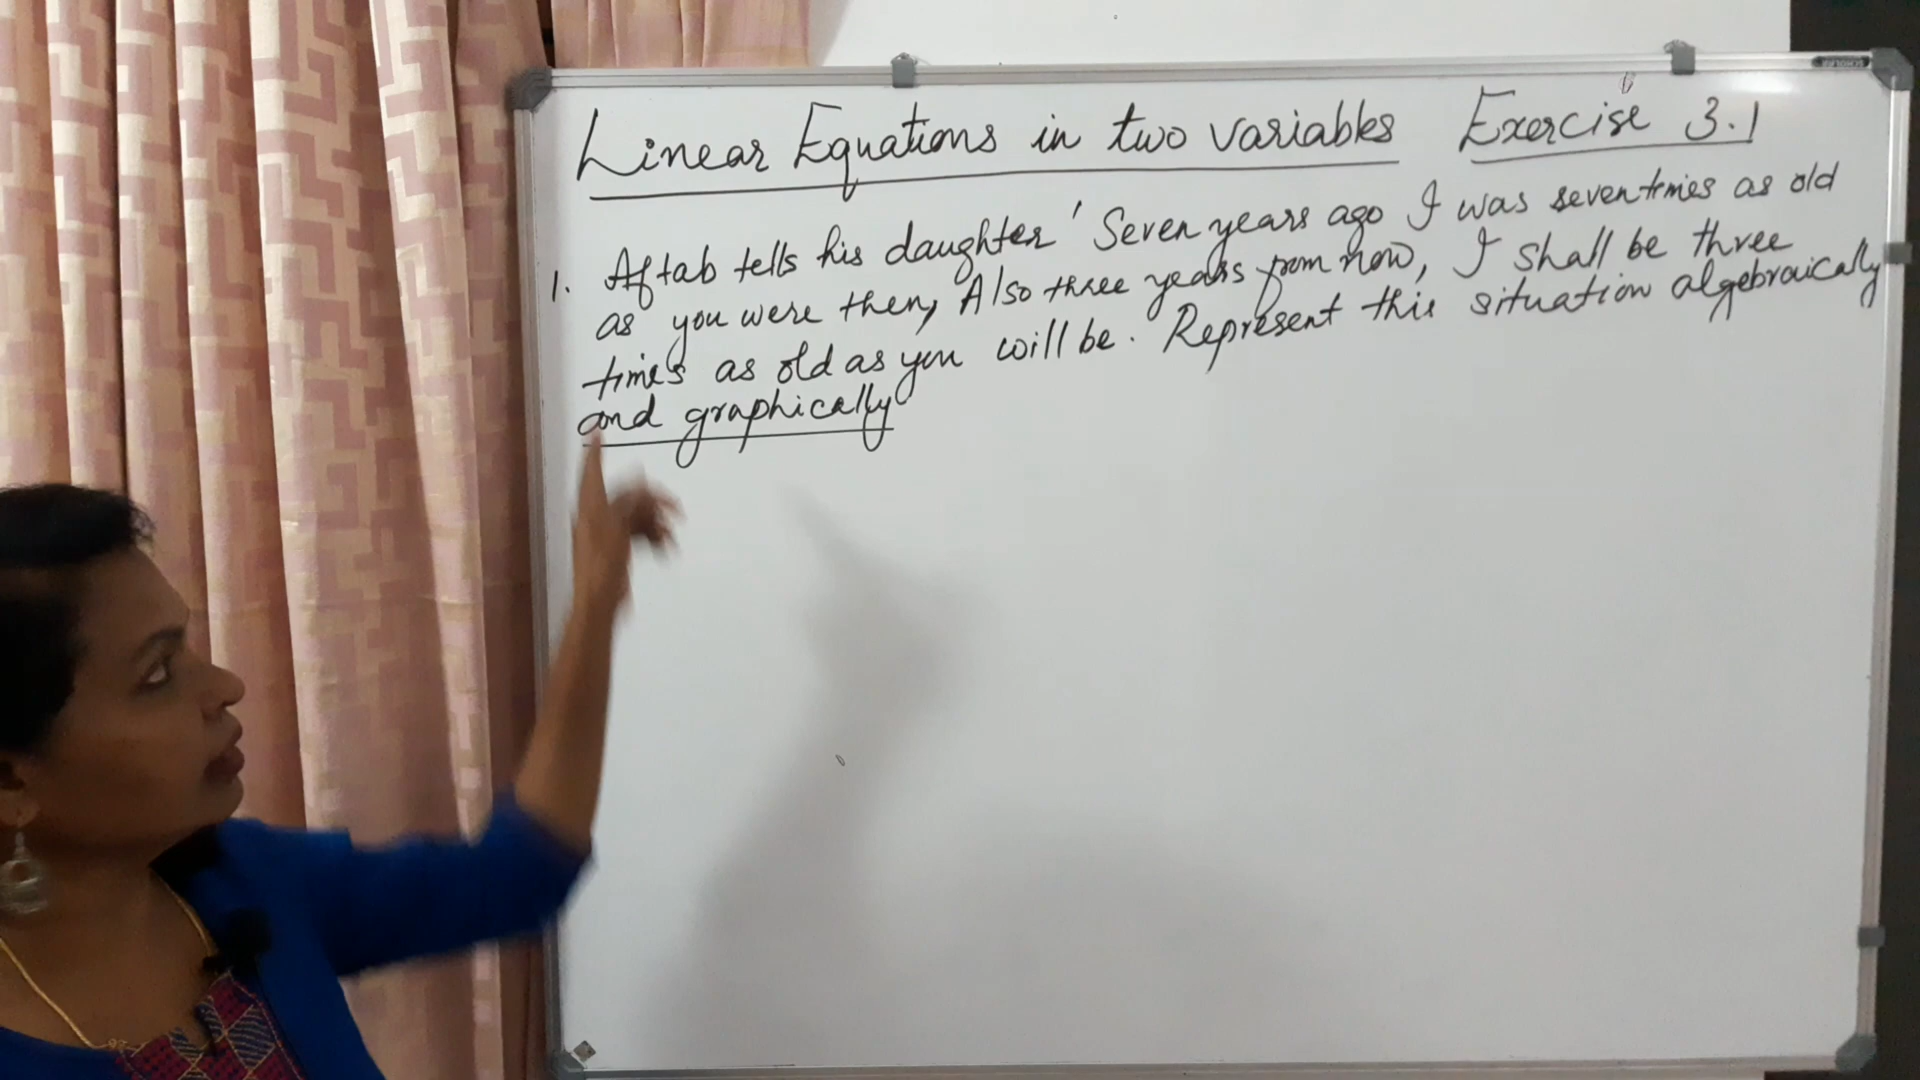 Linear Equations in two variables Exercise 3.1
1. Aftab tells his daughter ' Seven years ago I was seven times as old
as you were then, Also three years from now, I shall be three
times as old as you will be. Represent this situation algebraically
and graphically